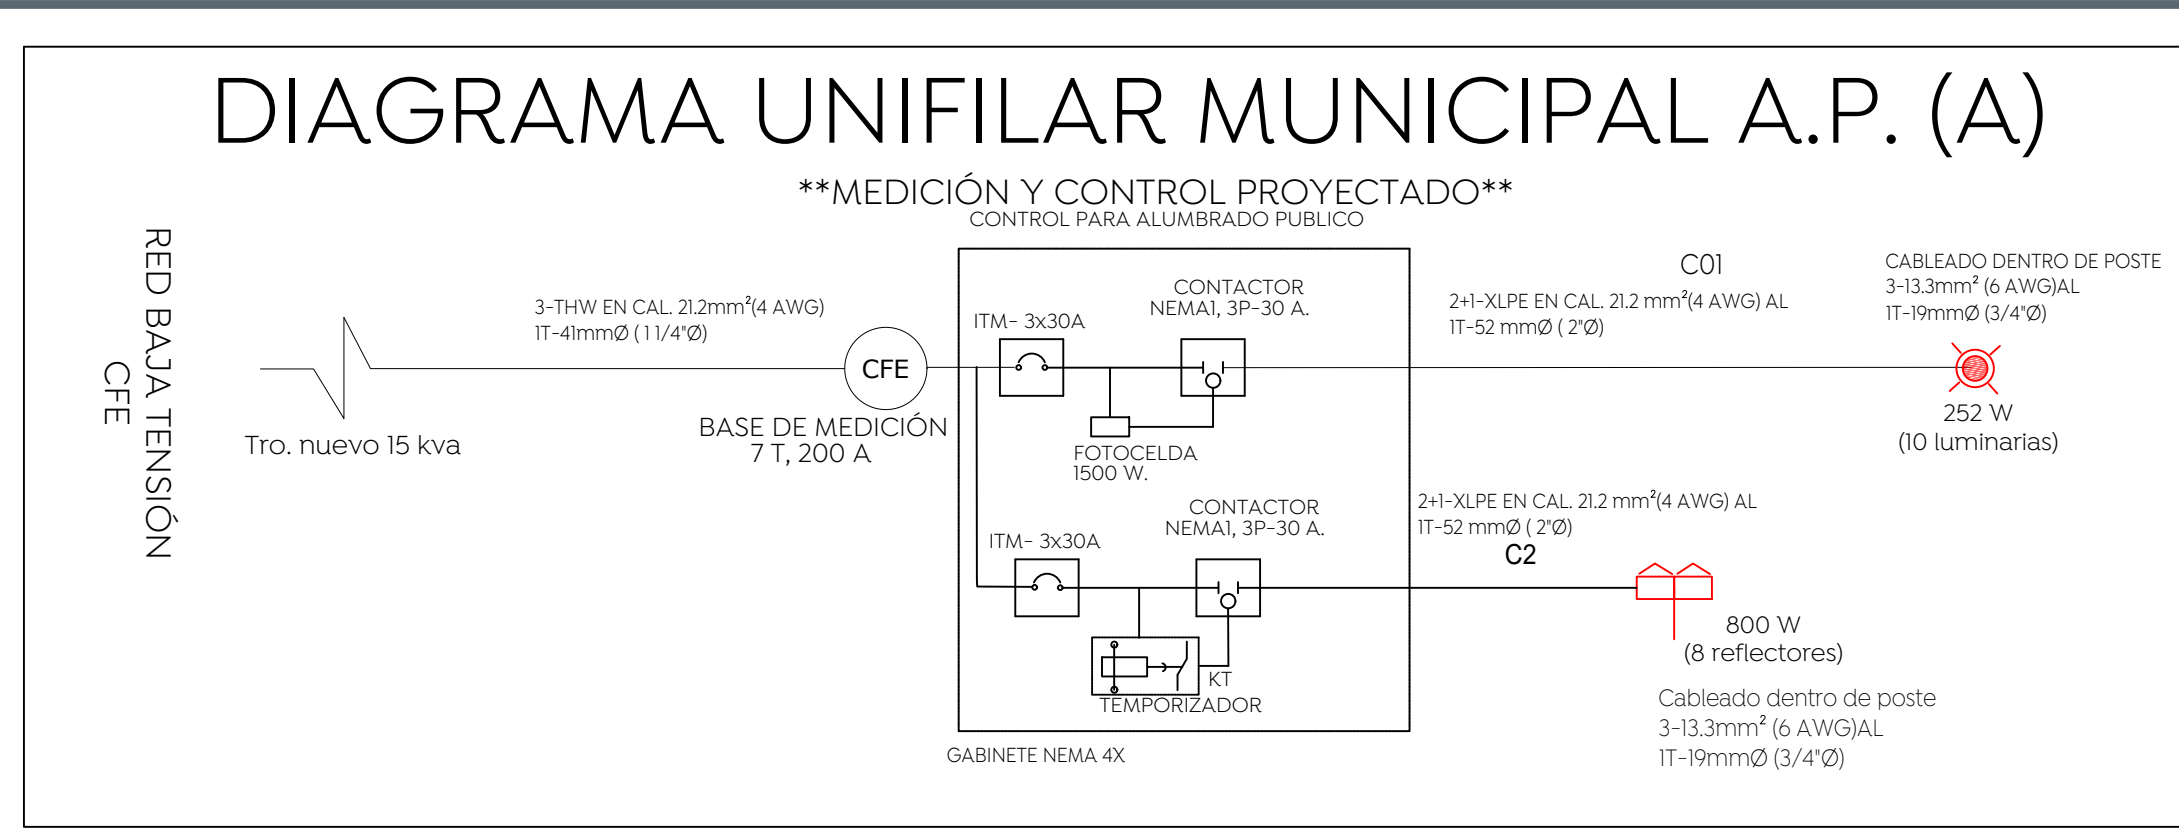 DIAGRAMA UNIFILAR MUNICIPAL A.P. (A)
**MEDICIÓN Y CONTROL PROYECTADO**
CONTROL PARA ALUMBRADO PUBLICO
RED BAJA TENSIÓN
CFE
Tro. nuevo 15 kva
3-THW EN CAL. 21.2mm²(4 AWG)
1T-41mmØ ( 1 1/4"Ø)
CFE
BASE DE MEDICIÓN
7 T, 200 A
ITM- 3x30A
CONTACTOR
NEMA1, 3P-30 A.
FOTOCELDA
1500 W.
C01
2+1-XLPE EN CAL. 21.2 mm²(4 AWG) AL
1T-52 mmØ ( 2"Ø)
CABLEADO DENTRO DE POSTE
3-13.3mm² (6 AWG)AL
1T-19mmØ (3/4"Ø)
252 W
(10 luminarias)
ITM- 3x30A
CONTACTOR
NEMA1, 3P-30 A.
KT
TEMPORIZADOR
2+1-XLPE EN CAL. 21.2 mm²(4 AWG) AL
1T-52 mmØ ( 2"Ø)
C2
800 W
(8 reflectores)
Cableado dentro de poste
3-13.3mm² (6 AWG)AL
1T-19mmØ (3/4"Ø)
GABINETE NEMA 4X